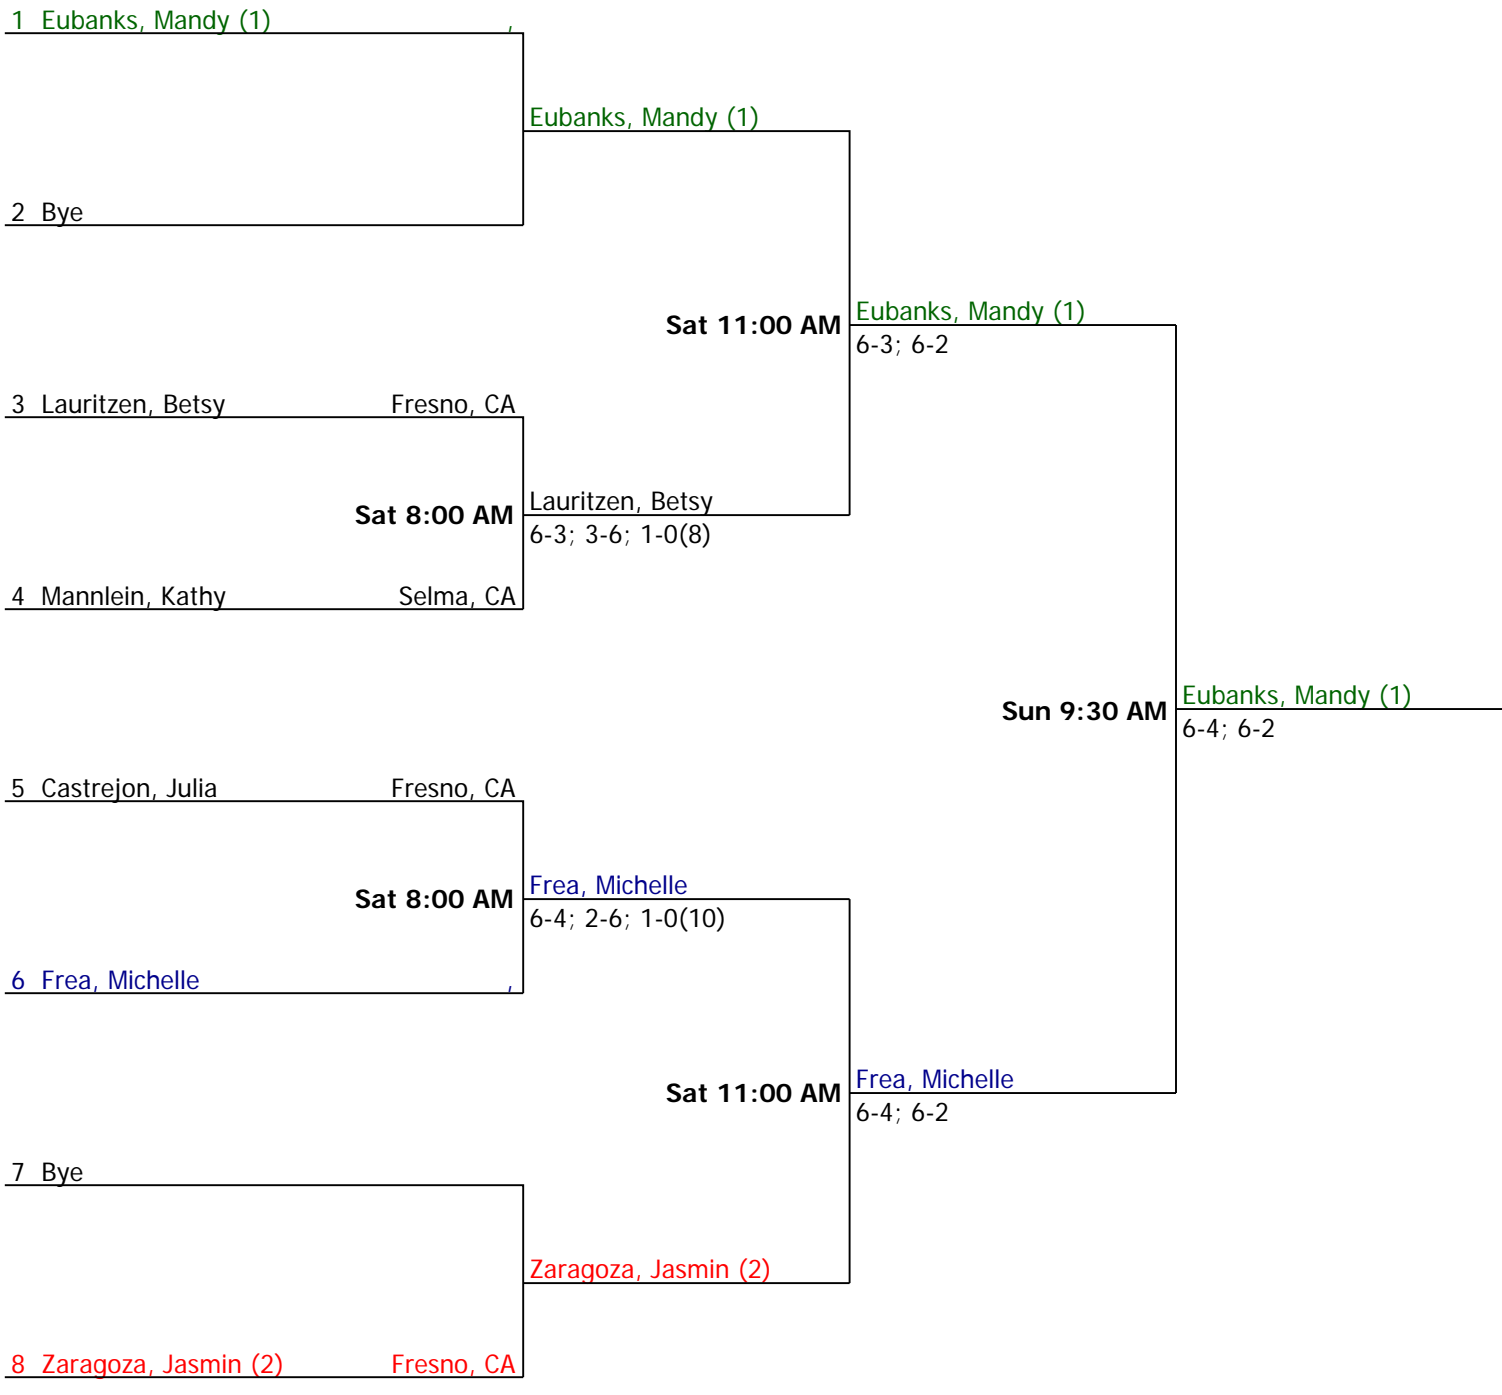 1 Eubanks, Mandy (1) ,
Eubanks, Mandy (1)
2 Bye
Sat 11:00 AM
Eubanks, Mandy (1)
6-3; 6-2
3 Lauritzen, Betsy Fresno, CA
Sat 8:00 AM
Lauritzen, Betsy
6-3; 3-6; 1-0(8)
4 Mannlein, Kathy Selma, CA
Sun 9:30 AM
Eubanks, Mandy (1)
6-4; 6-2
5 Castrejon, Julia Fresno, CA
Sat 8:00 AM
Frea, Michelle
6-4; 2-6; 1-0(10)
6 Frea, Michelle ,
Sat 11:00 AM
Frea, Michelle
6-4; 6-2
7 Bye
Zaragoza, Jasmin (2)
8 Zaragoza, Jasmin (2) Fresno, CA